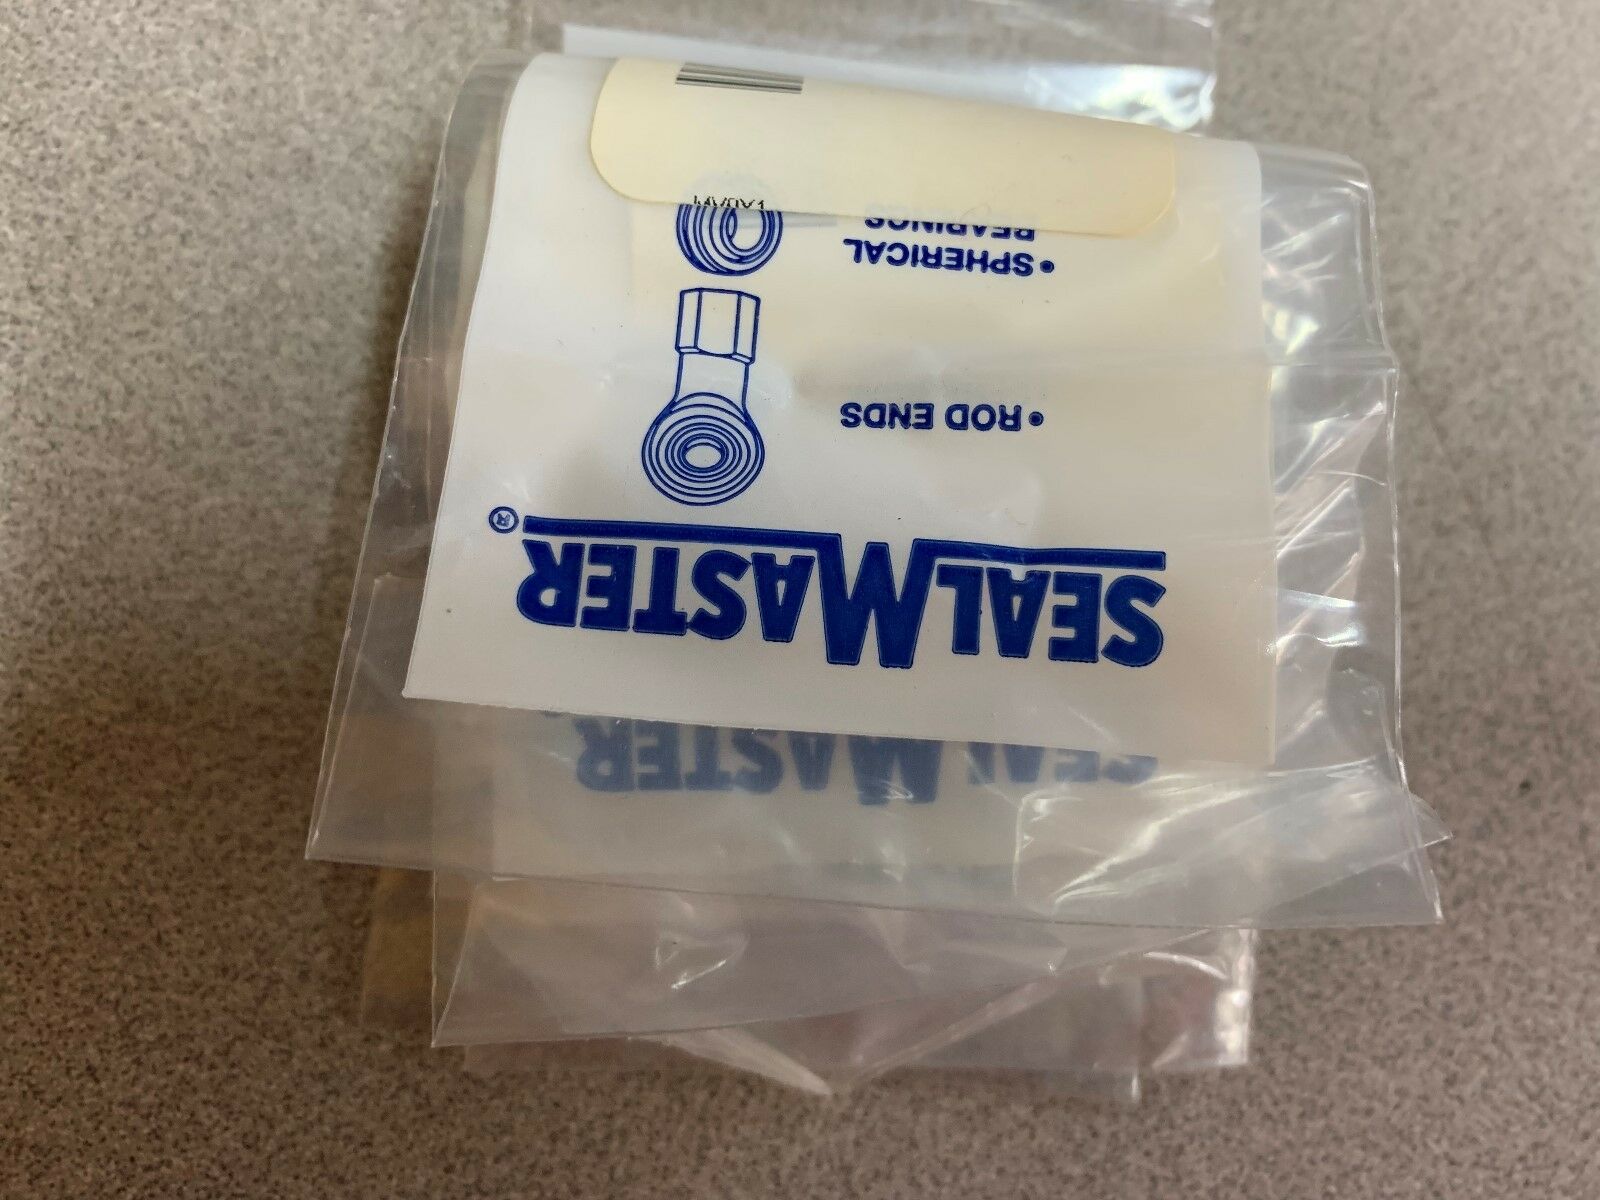 SEALMASTER®
• ROD ENDS
• SPHERICAL
BEARINGS
SEALMASTER